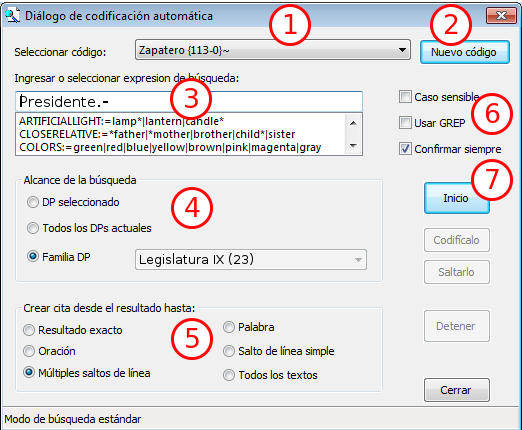 Diálogo de codificación automática
1
2
Seleccionar código:
Zapatero {113-0}~
Nuevo código
Ingresar o seleccionar expresion de búsqueda:
Presidente.-
3
ARTIFICIALLIGHT:=lamp*|lantern|candle*
CLOSERELATIVE:=*father|*mother|brother|child*|sister
COLORS:=green|red|blue|yellow|brown|pink|magenta|gray
Caso sensible
Usar GREP
6
Confirmar siempre
Alcance de la búsqueda
DP seleccionado
Todos los DPs actuales
4
Familia DP
Legislatura IX (23)
7
Inicio
Codifícalo
Saltarlo
Crear cita desde el resultado hasta:
Resultado exacto
Oración
Múltiples saltos de línea
5
Palabra
Salto de línea simple
Todos los textos
Detener
Cerrar
Modo de búsqueda estándar